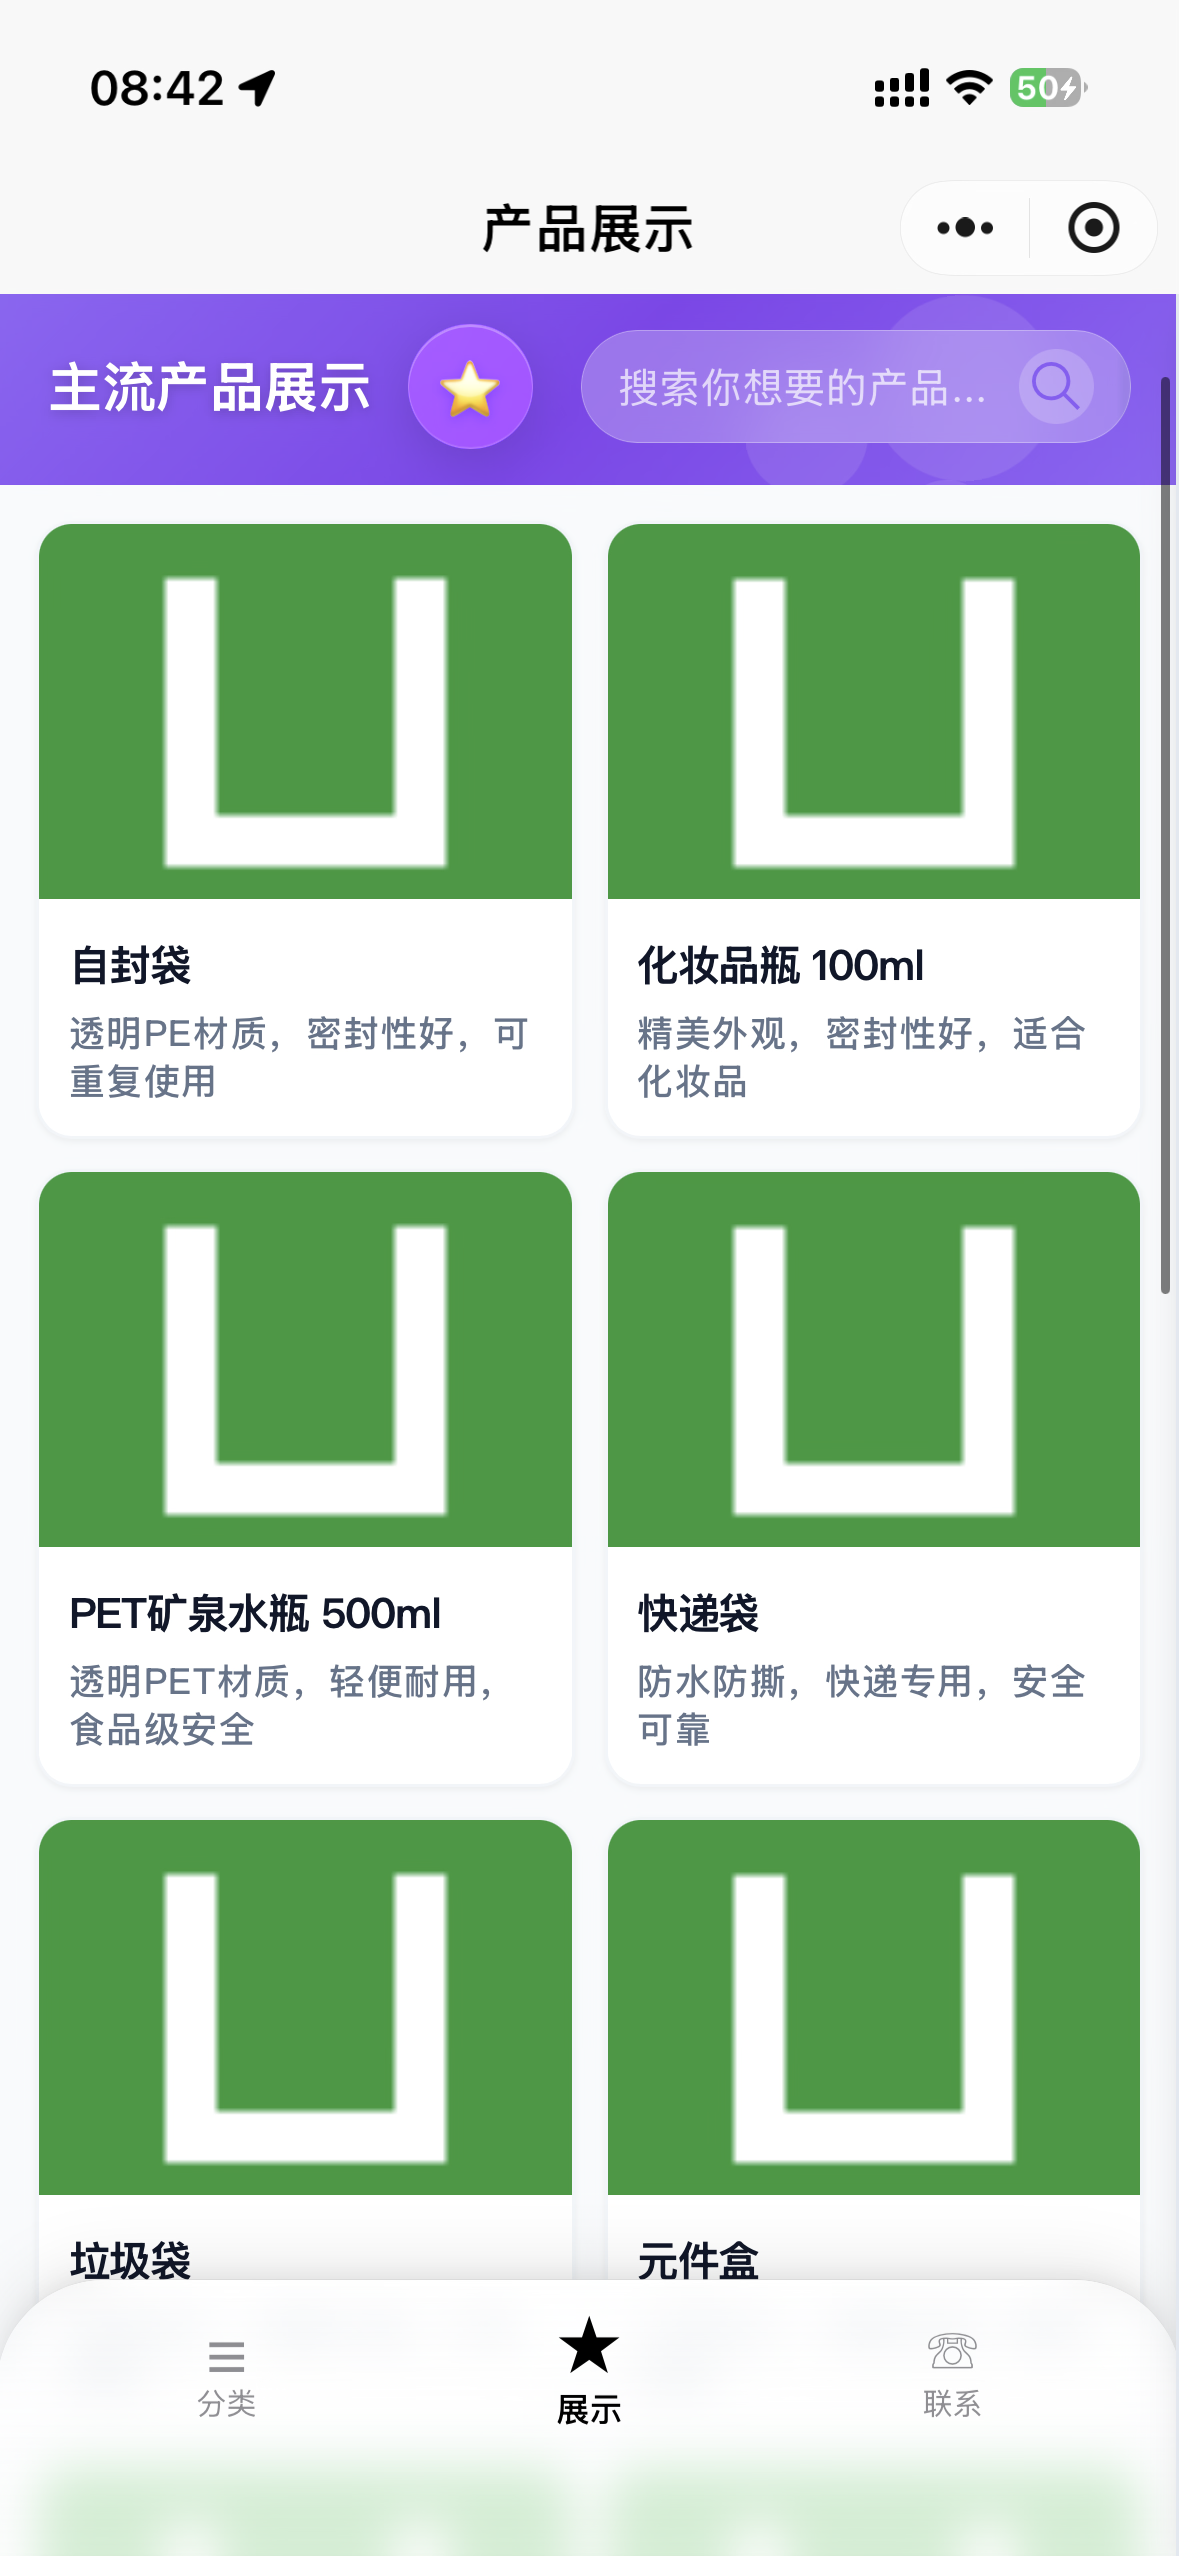 08:42
50
产品展示
主流产品展示
搜索你想要的产品...
自封袋
透明PE材质，密封性好，可
重复使用
化妆品瓶 100ml
精美外观，密封性好，适合
化妆品
PET矿泉水瓶 500ml
透明PET材质，轻便耐用，
食品级安全
快递袋
防水防撕，快递专用，安全
可靠
垃圾袋
元件盒
分类
展示
联系